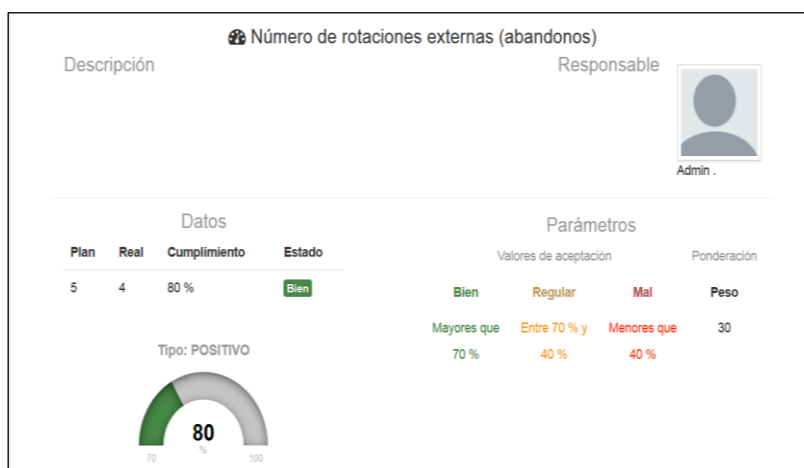 Número de rotaciones externas (abandonos)
Descripción
Responsable
Admin .
Datos
Plan Real Cumplimiento Estado
5 4 80 % Bien
Tipo: POSITIVO
80
%
70 100
Parámetros
Valores de aceptación Ponderación
Bien Regular Mal Peso
Mayores que Entre 70 % y Menores que 30
70 % 40 % 40 %